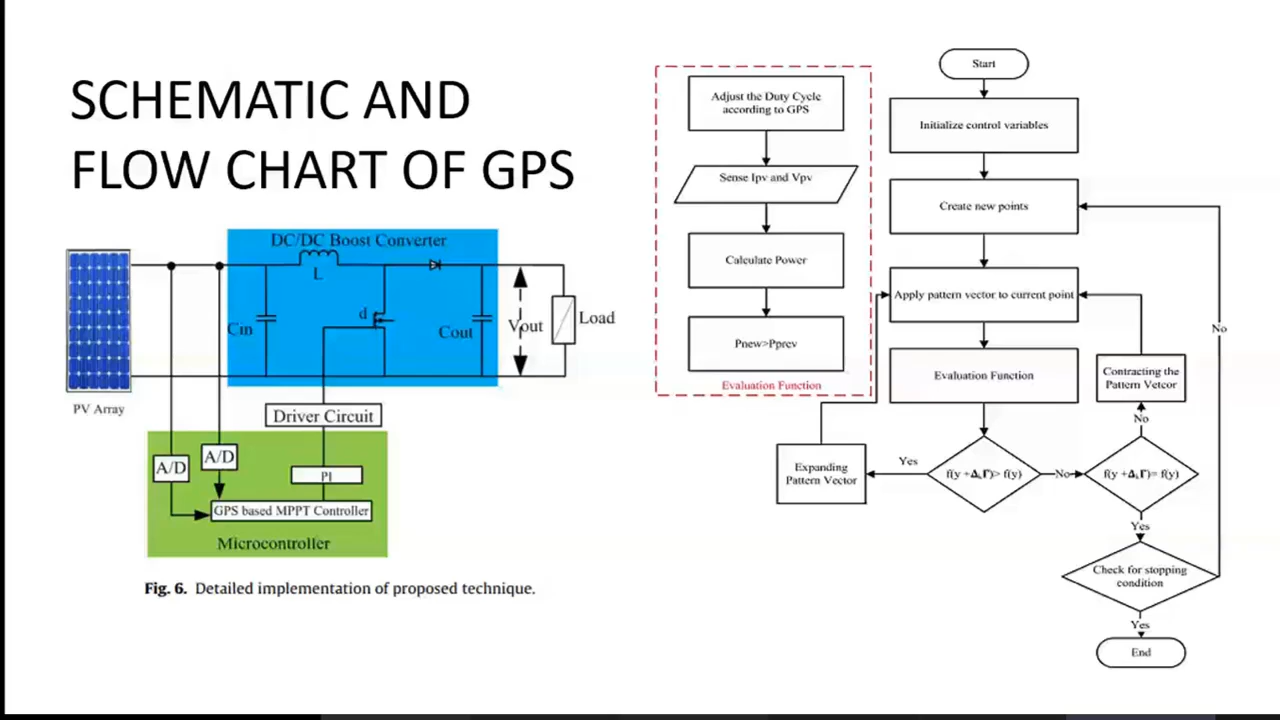 SCHEMATIC AND
FLOW CHART OF GPS
DC/DC Boost Converter
L
d
Cin
Cout
Vout
Load
PV Array
Driver Circuit
A/D
A/D
PI
GPS based MPPT Controller
Microcontroller
Fig. 6. Detailed implementation of proposed technique.
Adjust the Duty Cycle
according to GPS
Sense Ipv and Vpv
Calculate Power
Pnew>Pprev
Evaluation Function
Start
Initialize control variables
Create new points
Apply pattern vector to current point
Evaluation Function
f(y +ΔₖΓ)> f(y)
Yes
Expanding
Pattern Vector
No
f(y +ΔₖΓ)= f(y)
No
Contracting the
Pattern Vetcor
Yes
Check for stopping
condition
No
Yes
End